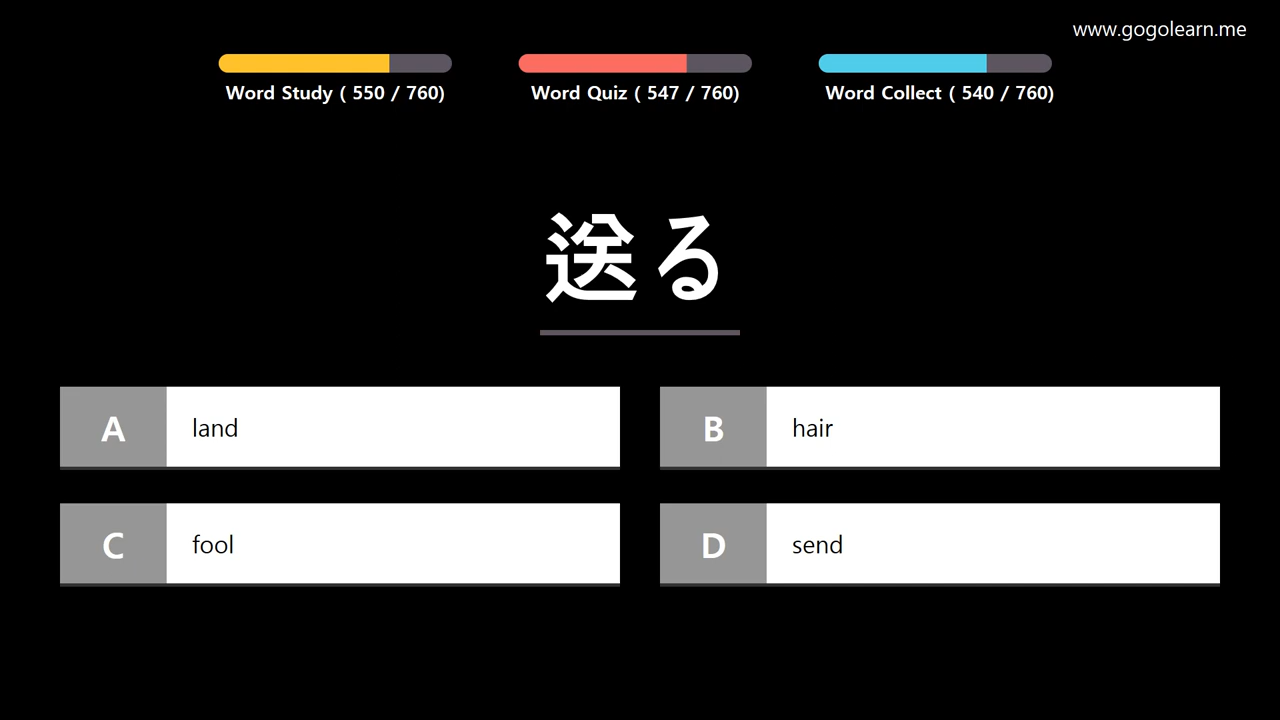 www.gogolearn.me
Word Study ( 550 / 760)
Word Quiz ( 547 / 760)
Word Collect ( 540 / 760)
送る
A land
B hair
C fool
D send